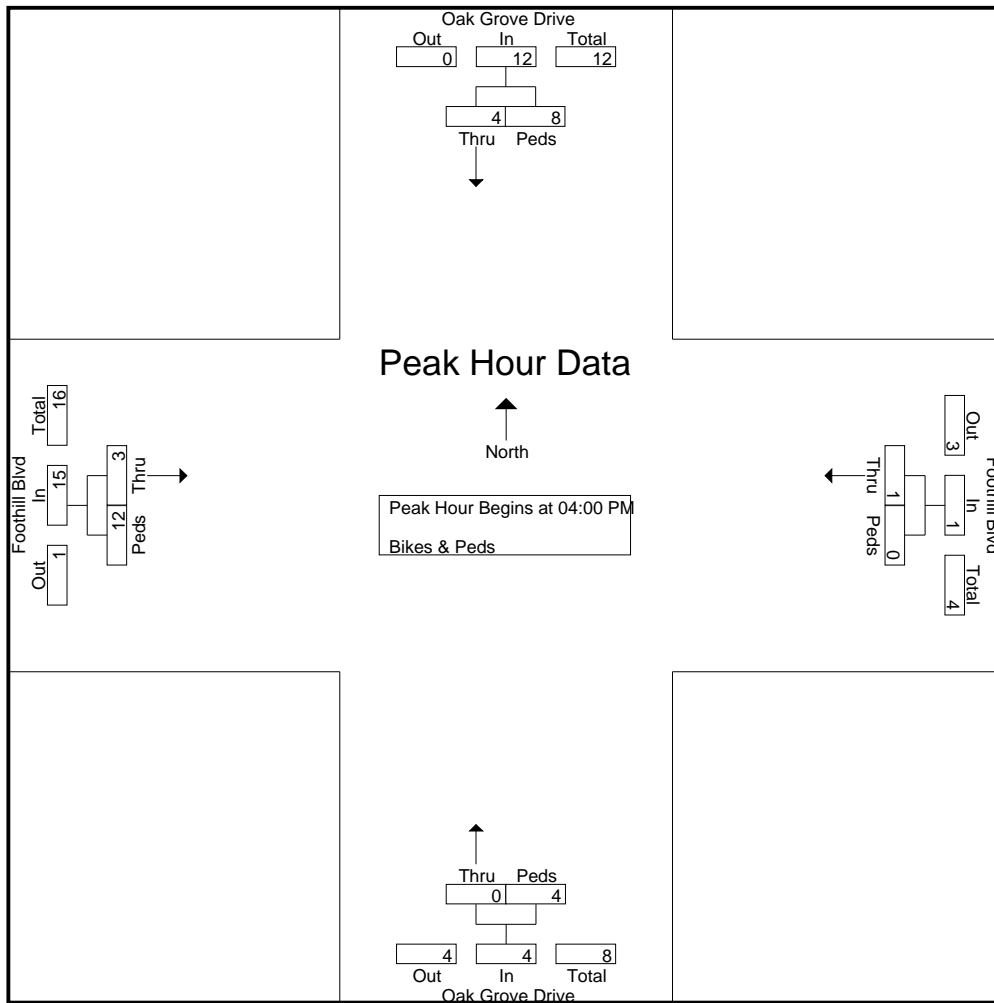 Oak Grove Drive
Out In Total
0 12 12
4 8
Thru Peds
Peak Hour Data
North
Peak Hour Begins at 04:00 PM
Bikes & Peds
Foothill Blvd
Out In Total
1 15 16
12 3
Peds Thru
Foothill Blvd
Out In Total
3 1 4
1 0
Thru Peds
Thru Peds
0 4
4 4 8
Out In Total
Oak Grove Drive